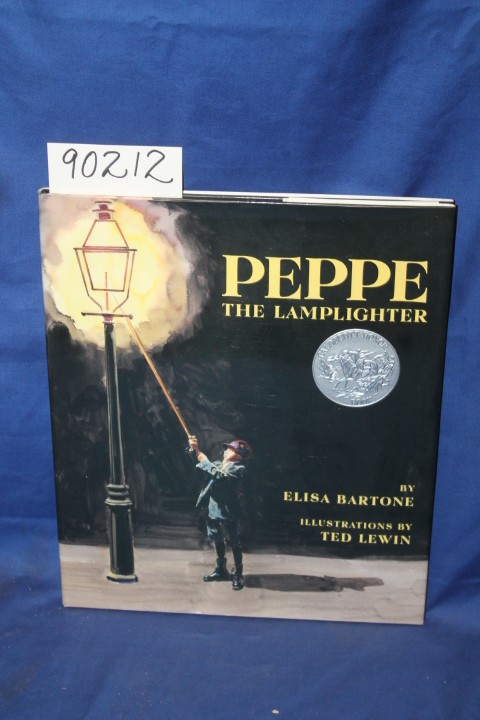 90212
PEPPE
THE LAMPLIGHTER
BY
ELISA BARTONE
ILLUSTRATIONS BY
TED LEWIN